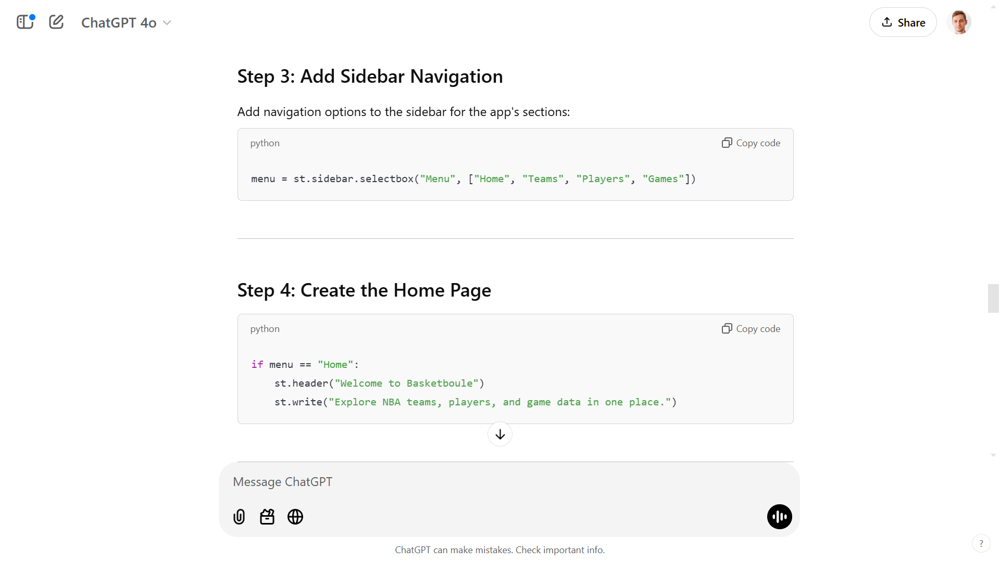 ChatGPT 4o
Share
Step 3: Add Sidebar Navigation
Add navigation options to the sidebar for the app's sections:
python
Copy code
menu = st.sidebar.selectbox("Menu", ["Home", "Teams", "Players", "Games"])
Step 4: Create the Home Page
python
Copy code
if menu == "Home":
    st.header("Welcome to Basketboule")
    st.write("Explore NBA teams, players, and game data in one place.")
Message ChatGPT
ChatGPT can make mistakes. Check important info.
?